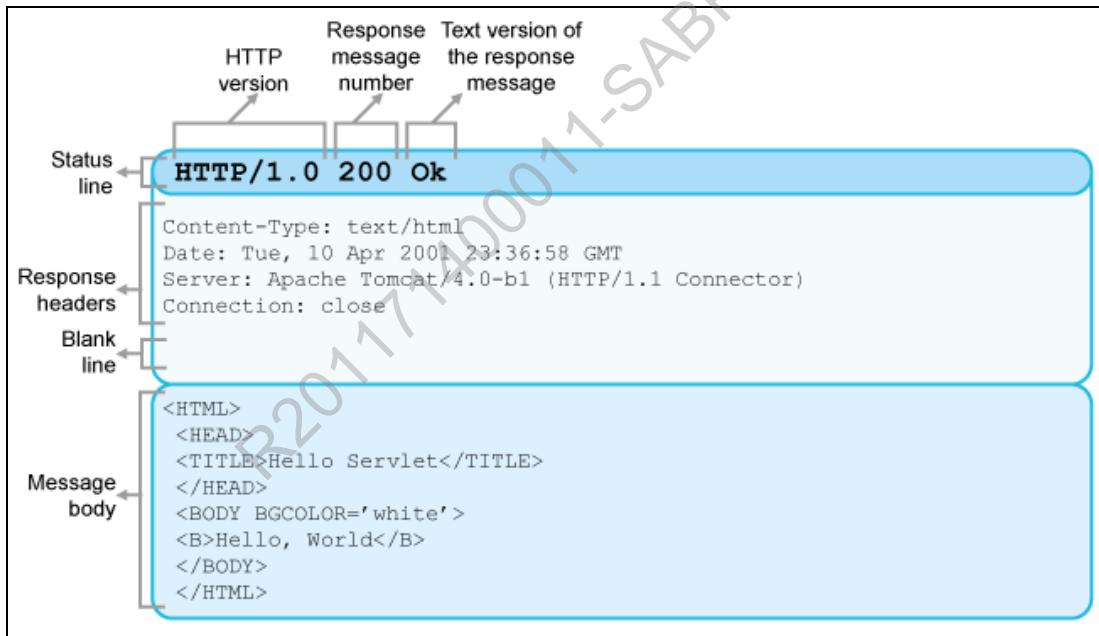 HTTP version
Response message number
Text version of the response message
Status line
HTTP/1.0 200 Ok
Response headers
Content-Type: text/html
Date: Tue, 10 Apr 2001 23:36:58 GMT
Server: Apache Tomcat/4.0-b1 (HTTP/1.1 Connector)
Connection: close
Blank line
Message body
<HTML>
<HEAD>
<TITLE>Hello Servlet</TITLE>
</HEAD>
<BODY BGCOLOR=’white’>
<B>Hello, World</B>
</BODY>
</HTML>